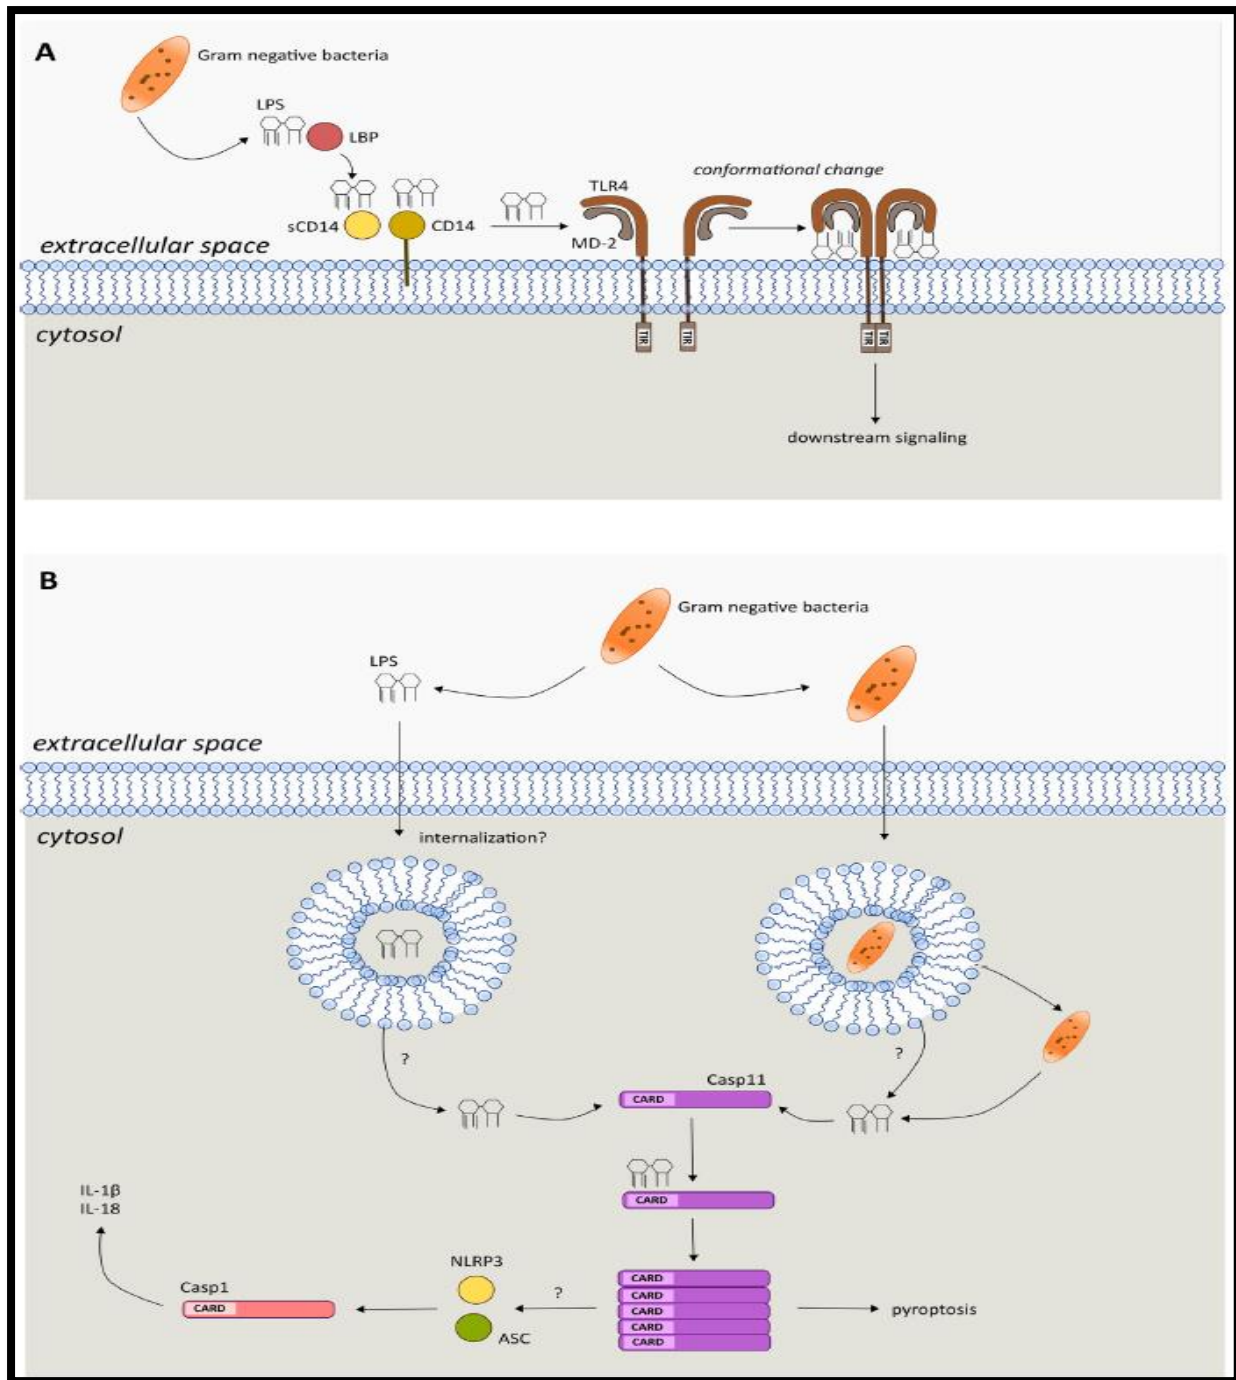 A
Gram negative bacteria
LPS
LBP
conformational change
TLR4
sCD14
CD14
MD-2
extracellular space
cytosol
TIR
TIR
TIR
TIR
downstream signaling
B
Gram negative bacteria
LPS
extracellular space
cytosol
internalization?
?
?
Casp11
CARD
CARD
IL-1β
IL-18
NLRP3
Casp1
CARD
?
ASC
CARD
CARD
CARD
CARD
CARD
pyroptosis